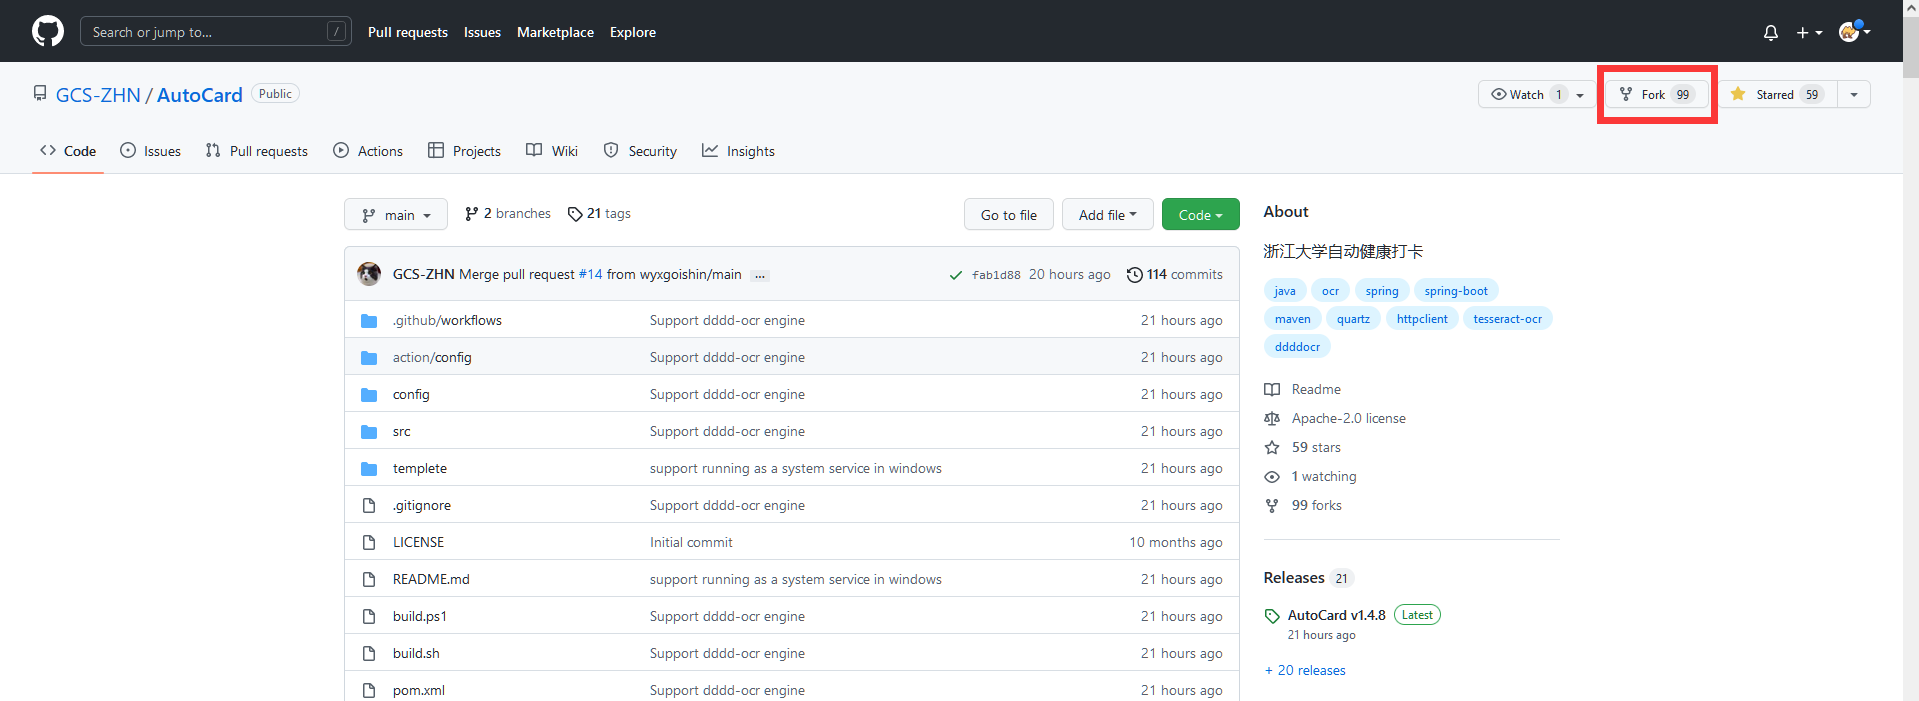 Search or jump to... / Pull requests Issues Marketplace Explore
GCS-ZHN / AutoCard Public Watch 1 Fork 99 Starred 59
Code Issues Pull requests Actions Projects Wiki Security Insights
main 2 branches 21 tags Go to file Add file Code
GCS-ZHN Merge pull request #14 from wyxgoishin/main ... fab1d88 20 hours ago 114 commits
.github/workflows Support dddd-ocr engine 21 hours ago
action/config Support dddd-ocr engine 21 hours ago
config Support dddd-ocr engine 21 hours ago
src Support dddd-ocr engine 21 hours ago
templete support running as a system service in windows 21 hours ago
.gitignore Support dddd-ocr engine 21 hours ago
LICENSE Initial commit 10 months ago
README.md support running as a system service in windows 21 hours ago
build.ps1 Support dddd-ocr engine 21 hours ago
build.sh Support dddd-ocr engine 21 hours ago
pom.xml Support dddd-ocr engine 21 hours ago
About
浙江大学自动健康打卡
java ocr spring spring-boot
maven quartz httpclient tesseract-ocr
ddddocr
Readme
Apache-2.0 license
59 stars
1 watching
99 forks
Releases 21
AutoCard v1.4.8 Latest
21 hours ago
+ 20 releases